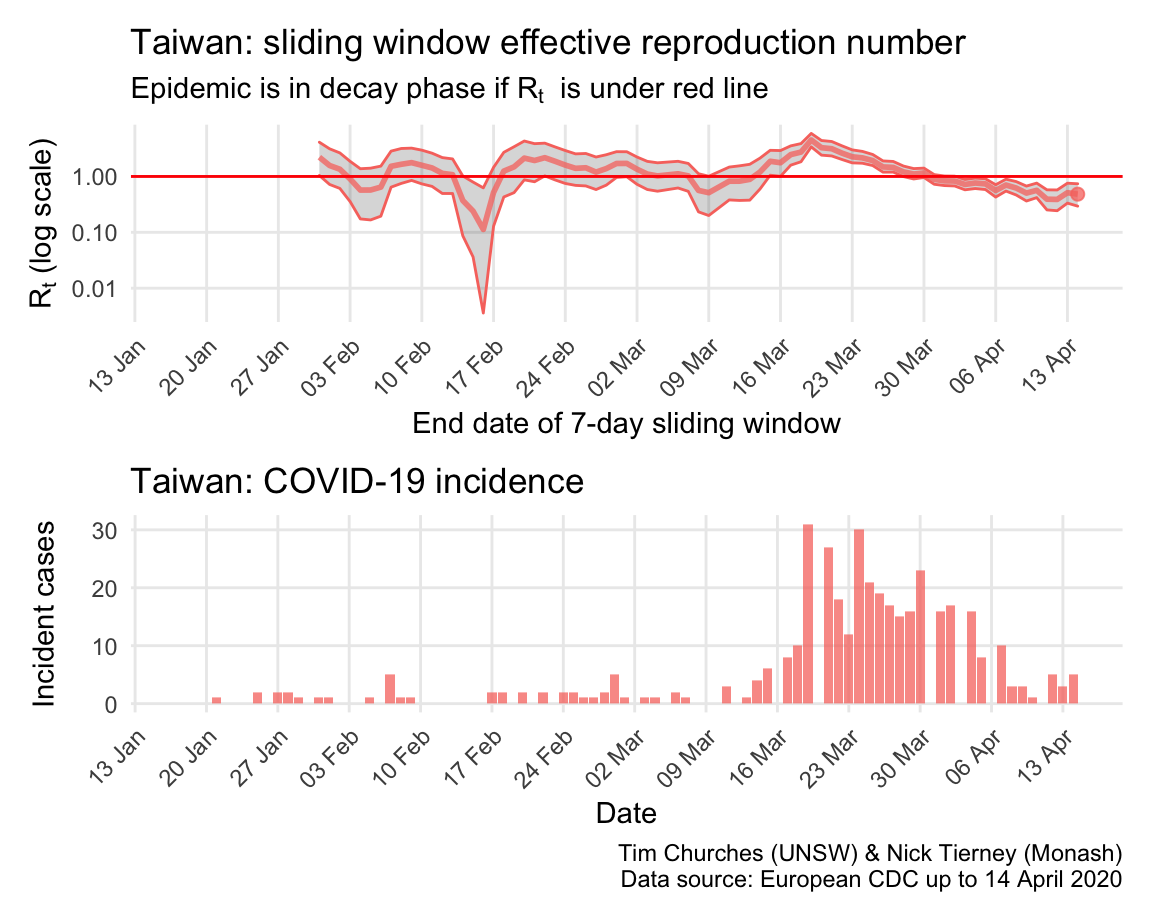 Taiwan: sliding window effective reproduction number
Epidemic is in decay phase if Rt is under red line
Rt (log scale)
1.00
0.10
0.01
13 Jan
20 Jan
27 Jan
03 Feb
10 Feb
17 Feb
24 Feb
02 Mar
09 Mar
16 Mar
23 Mar
30 Mar
06 Apr
13 Apr
End date of 7-day sliding window
Taiwan: COVID-19 incidence
Incident cases
30
20
10
0
13 Jan
20 Jan
27 Jan
03 Feb
10 Feb
17 Feb
24 Feb
02 Mar
09 Mar
16 Mar
23 Mar
30 Mar
06 Apr
13 Apr
Date
Tim Churches (UNSW) & Nick Tierney (Monash)
Data source: European CDC up to 14 April 2020